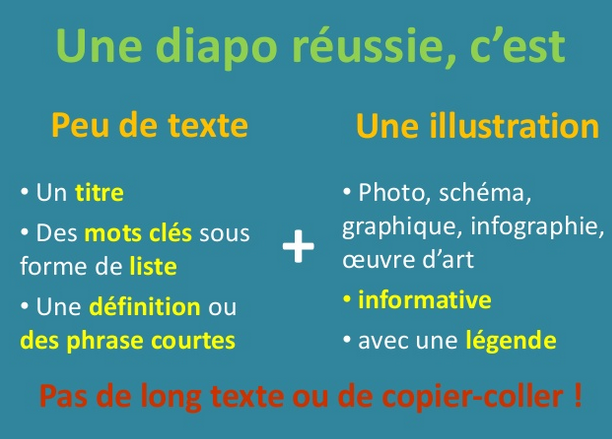 Une diapo réussie, c’est
Peu de texte
• Un titre
• Des mots clés sous
forme de liste
• Une définition ou
des phrase courtes
+
Une illustration
• Photo, schéma,
graphique, infographie,
œuvre d’art
• informative
• avec une légende
Pas de long texte ou de copier-coller !